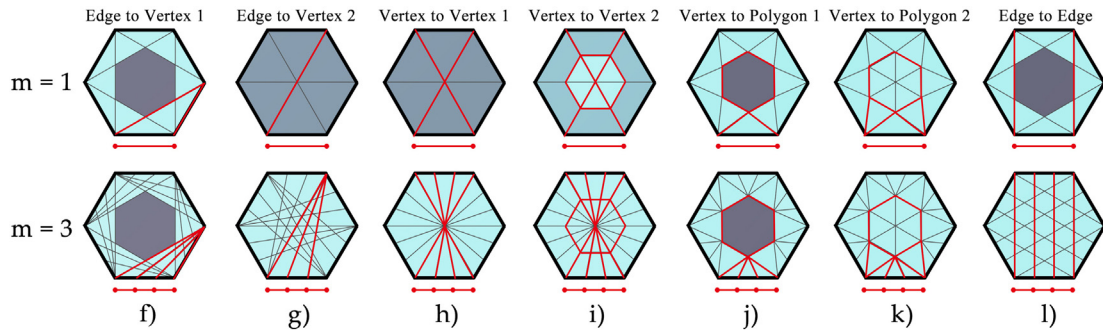 Edge to Vertex 1 Edge to Vertex 2 Vertex to Vertex 1 Vertex to Vertex 2 Vertex to Polygon 1 Vertex to Polygon 2 Edge to Edge
m = 1
m = 3
f) g) h) i) j) k) l)